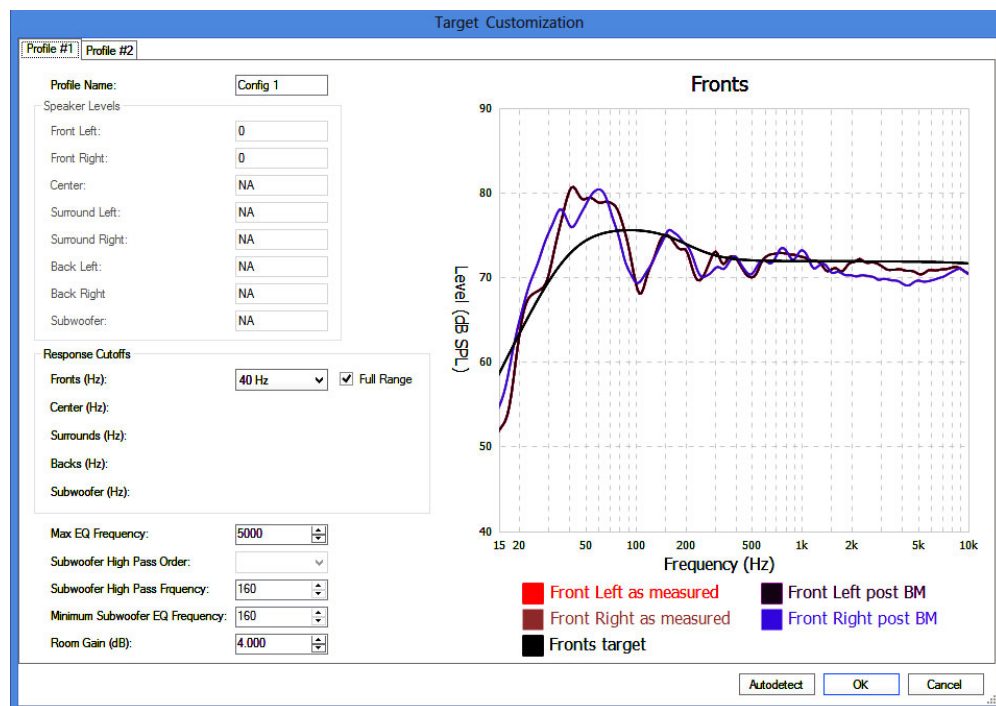 Target Customization
Profile #1
Profile #2
Profile Name:
Config 1
Speaker Levels
Front Left:
0
Front Right:
0
Center:
NA
Surround Left:
NA
Surround Right:
NA
Back Left:
NA
Back Right
NA
Subwoofer:
NA
Response Cutoffs
Fronts (Hz):
40 Hz
Full Range
Center (Hz):
Surrounds (Hz):
Backs (Hz):
Subwoofer (Hz):
Max EQ Frequency:
5000
Subwoofer High Pass Order:
Subwoofer High Pass Frquency:
160
Minimum Subwoofer EQ Frequency:
160
Room Gain (dB):
4.000
Fronts
90
80
70
60
50
40
Level (dB SPL)
15 20 50 100 200 500 1k 2k 5k 10k
Frequency (Hz)
Front Left as measured
Front Left post BM
Front Right as measured
Front Right post BM
Fronts target
Autodetect
OK
Cancel